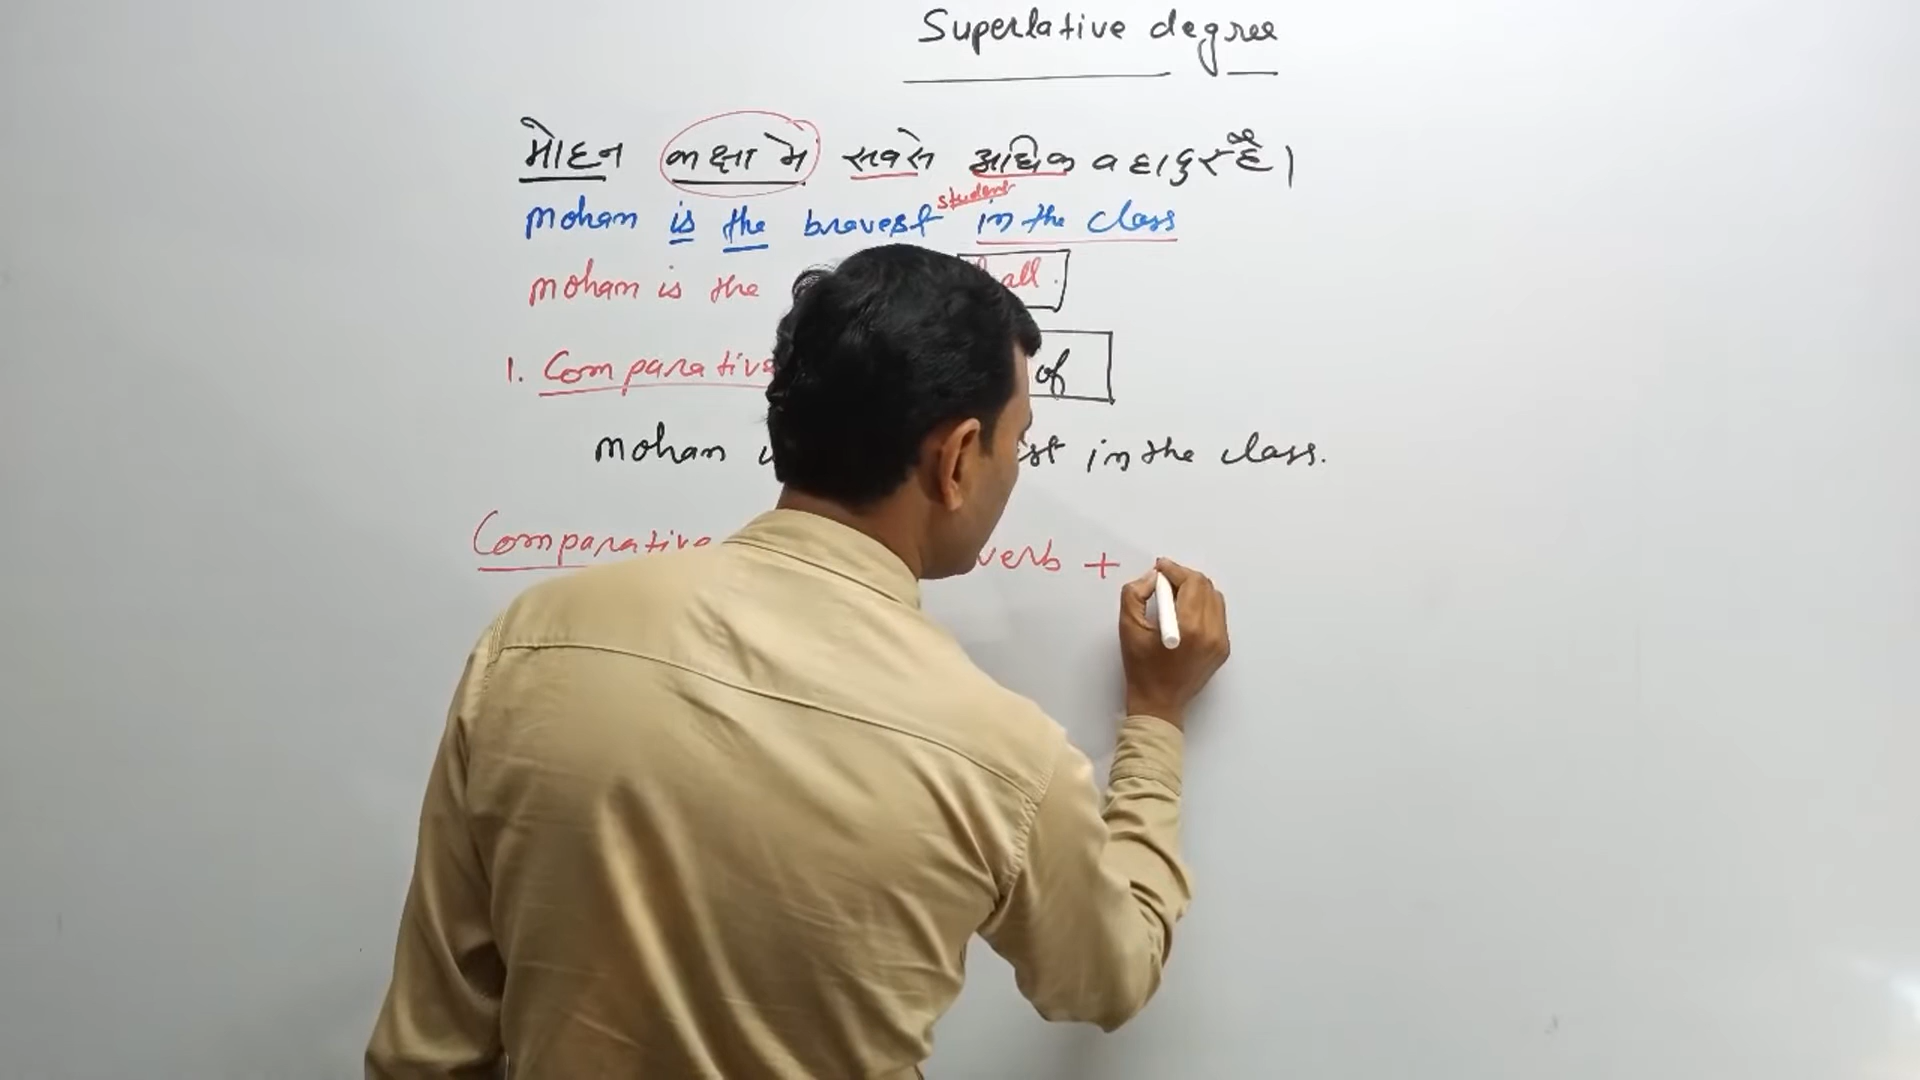 Superlative degree
मोहन कक्षा में सबसे अधिक बहादुर है।
student
Mohan is the bravest in the class
Mohan is the all.
1. Comparative of
Mohan in the class.
Comparative verb +